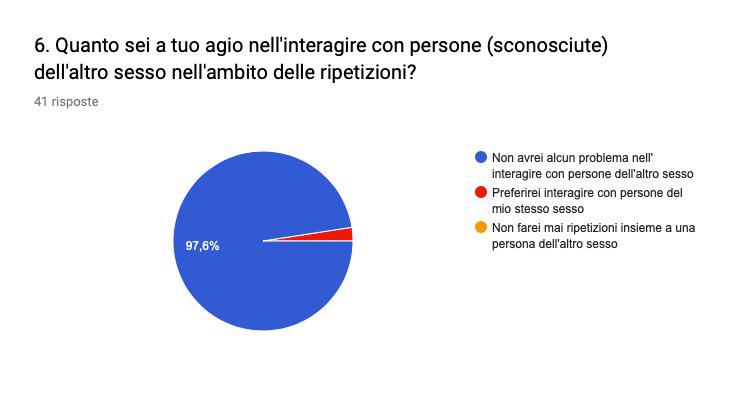 6. Quanto sei a tuo agio nell'interagire con persone (sconosciute)
dell'altro sesso nell'ambito delle ripetizioni?
41 risposte
97,6%
Non avrei alcun problema nell'
interagire con persone dell'altro sesso
Preferirei interagire con persone del
mio stesso sesso
Non farei mai ripetizioni insieme a una
persona dell'altro sesso